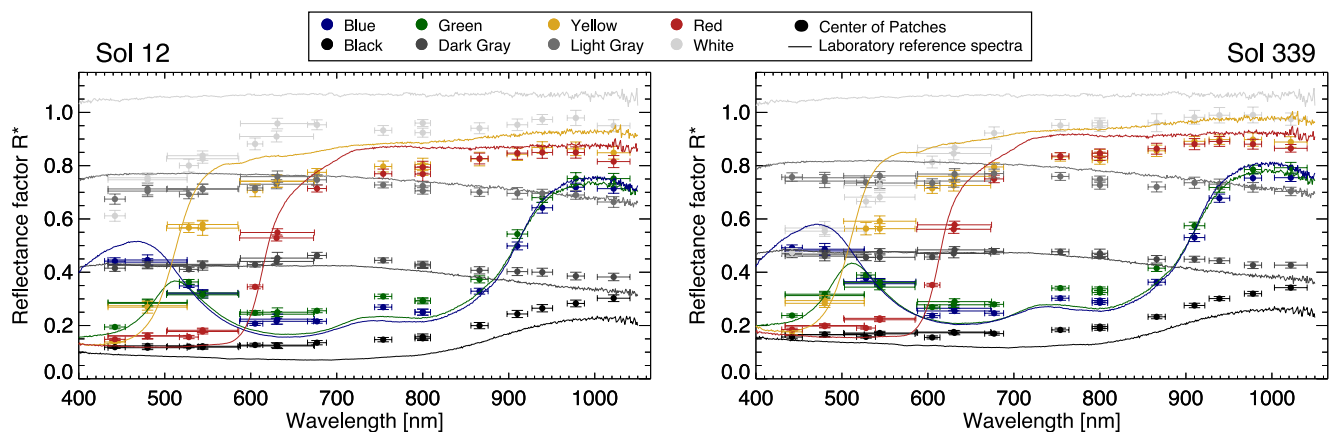 Blue Green Yellow Red Center of Patches
Black Dark Gray Light Gray White Laboratory reference spectra
Sol 12
Sol 339
Reflectance factor R*
1.0
0.8
0.6
0.4
0.2
0.0
400 500 600 700 800 900 1000
Wavelength [nm]
Reflectance factor R*
1.0
0.8
0.6
0.4
0.2
0.0
400 500 600 700 800 900 1000
Wavelength [nm]